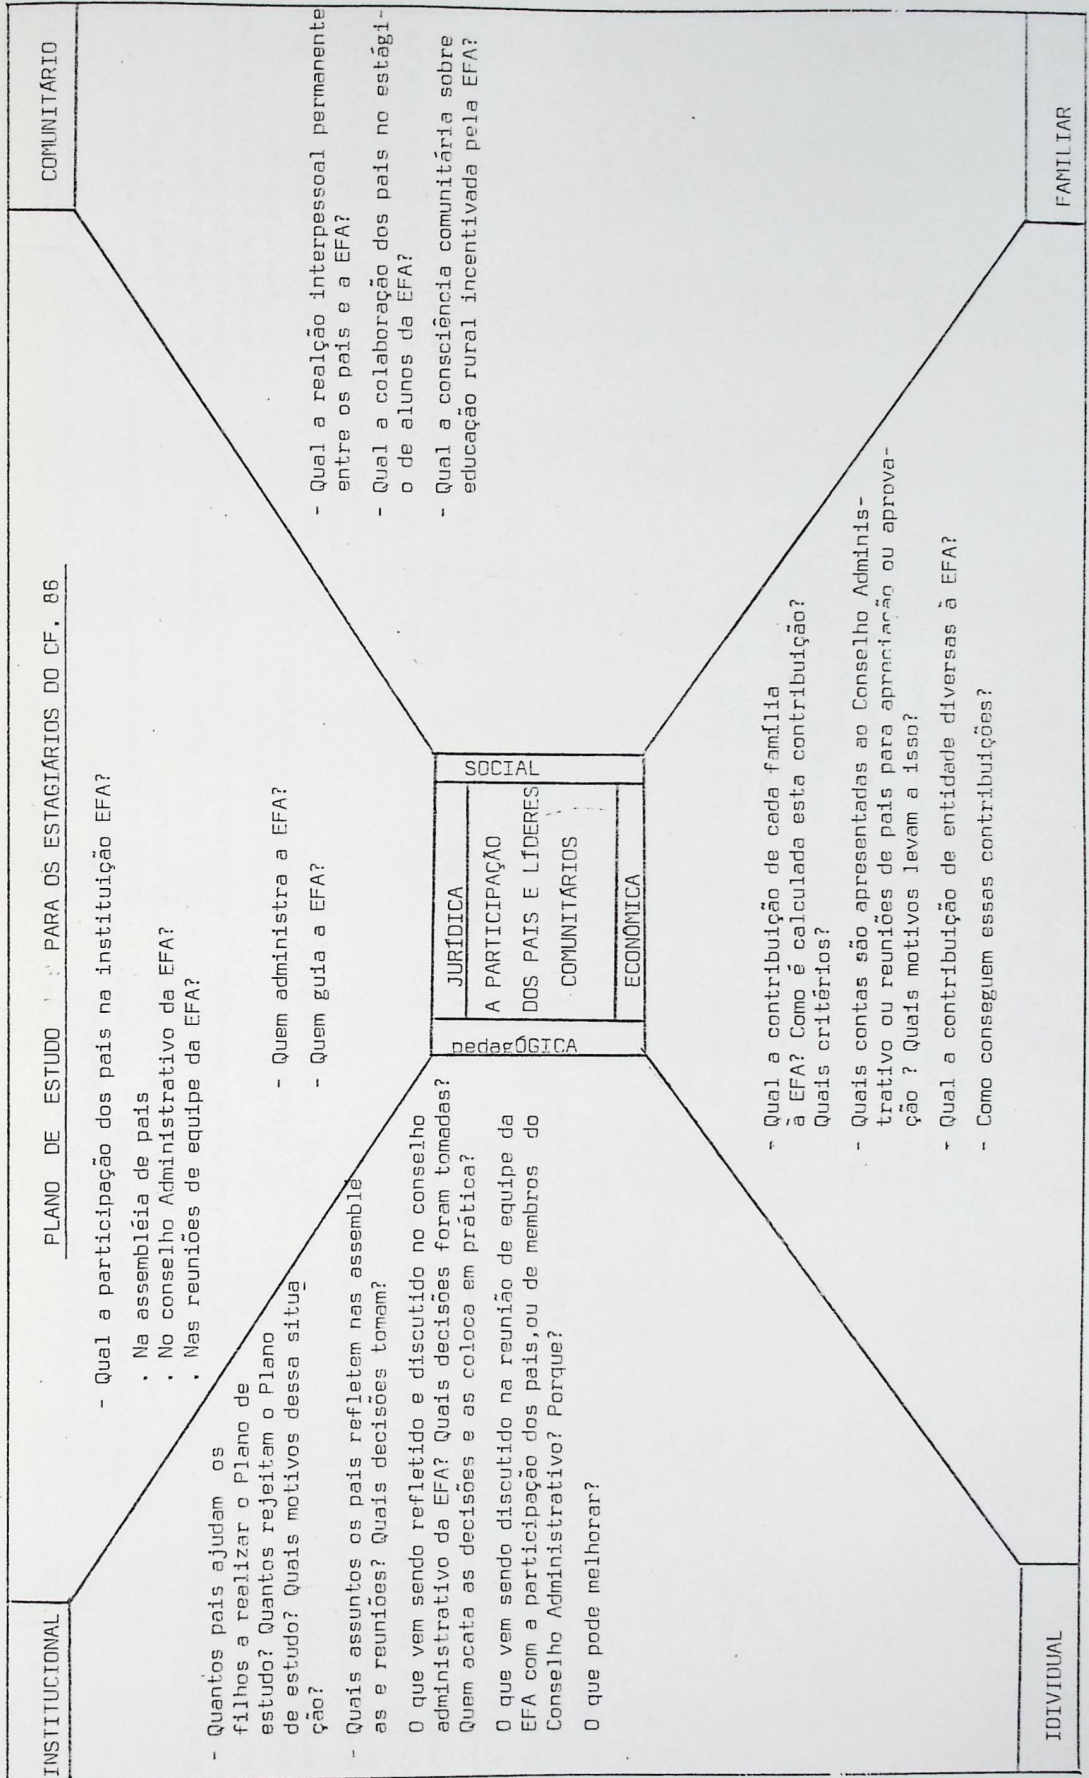 INSTITUCIONAL
PLANO DE ESTUDO PARA OS ESTAGIÁRIOS DO CF. 86
COMUNITÁRIO
- Qual a participação dos pais na instituição EFA?
. Na assembléia de pais
. No conselho Administrativo da EFA?
. Nas reuniões de equipe da EFA?
- Quem administra a EFA?
- Quem guia a EFA?
- Quantos pais ajudam os
filhos a realizar o Plano de
estudo? Quantos rejeitam o Plano
de estudo? Quais motivos dessa situa
ção?
- Quais assuntos os pais refletem nas assemble
as e reuniões? Quais decisões tomam?
O que vem sendo refletido e discutido no conselho
administrativo da EFA? Quais decisões foram tomadas?
Quem acata as decisões e as coloca em prática?
O que vem sendo discutido na reunião de equipe da
EFA com a participação dos pais,ou de membros do
Conselho Administrativo? Porque?
O que pode melhorar?
pedagÓGICA
JURÍDICA
A PARTICIPAÇÃO
DOS PAIS E LÍDERES
COMUNITÁRIOS
ECONÔMICA
SOCIAL
- Qual a realção interpessoal permanente
entre os pais e a EFA?
- Qual a colaboração dos pais no estági-
o de alunos da EFA?
- Qual a consciência comunitária sobre
educação rural incentivada pela EFA?
- Qual a contribuição de cada família
à EFA? Como é calculada esta contribuição?
Quais critérios?
- Quais contas são apresentadas ao Conselho Adminis-
trativo ou reuniões de pais para apreciação ou aprova-
ção ? Quais motivos levam a isso?
- Qual a contribuição de entidade diversas à EFA?
- Como conseguem essas contribuições?
IDIVIDUAL
FAMILIAR